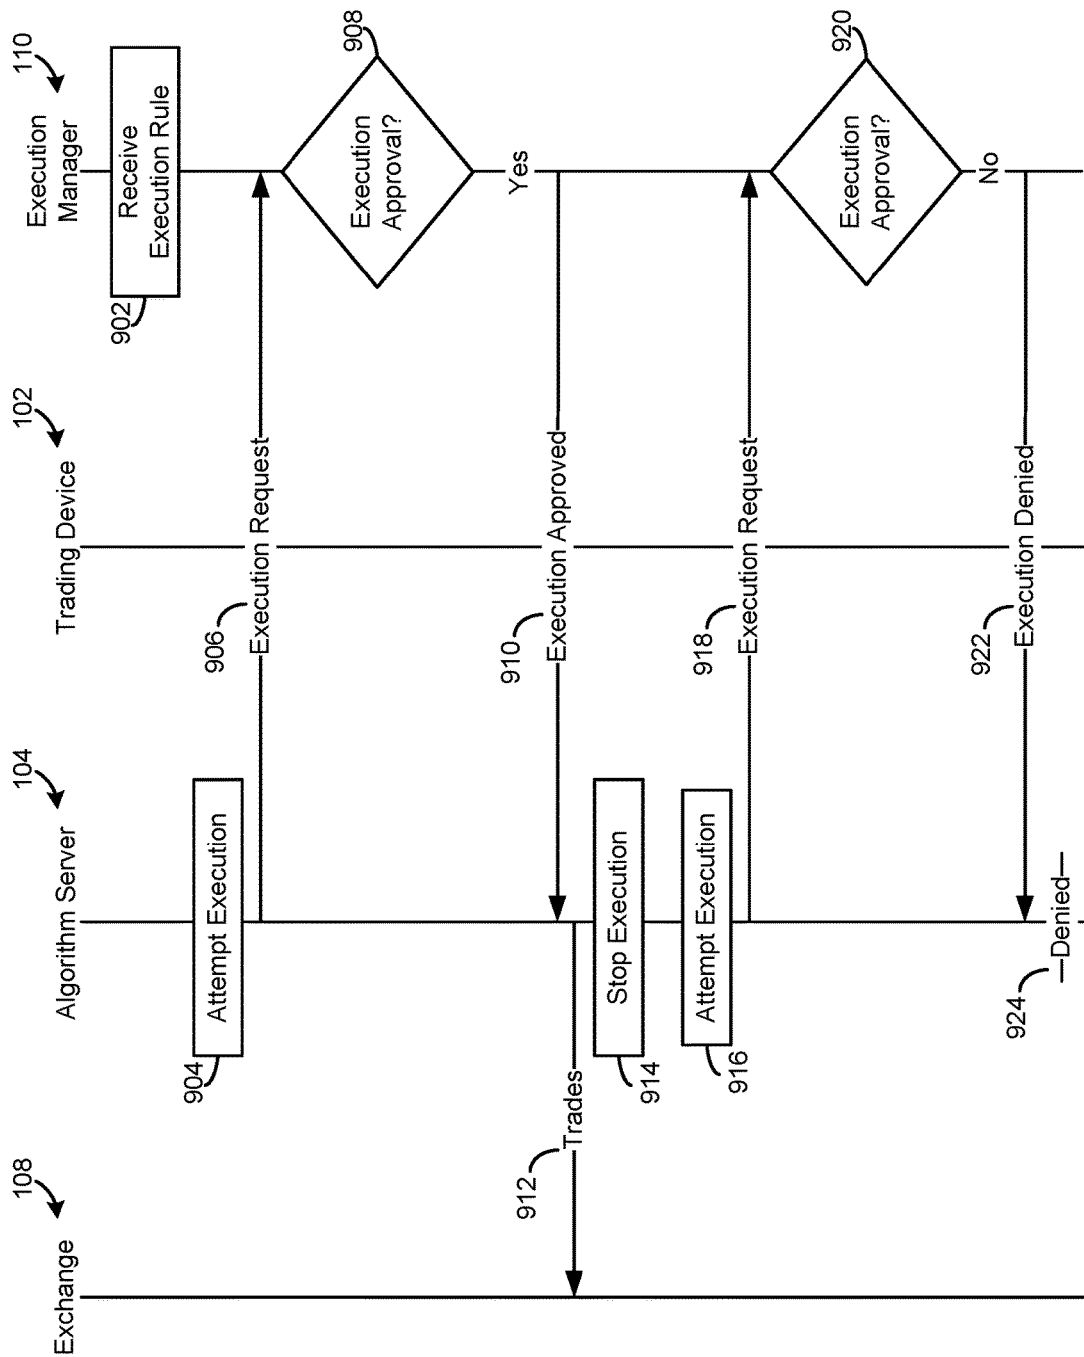 108
Exchange
104
Algorithm Server
102
Trading Device
110
Execution
Manager
902
Receive
Execution Rule
904
Attempt Execution
906
Execution Request
908
Execution
Approval?
Yes
910
Execution Approved
912
Trades
914
Stop Execution
916
Attempt Execution
918
Execution Request
920
Execution
Approval?
No
922
Execution Denied
924
Denied